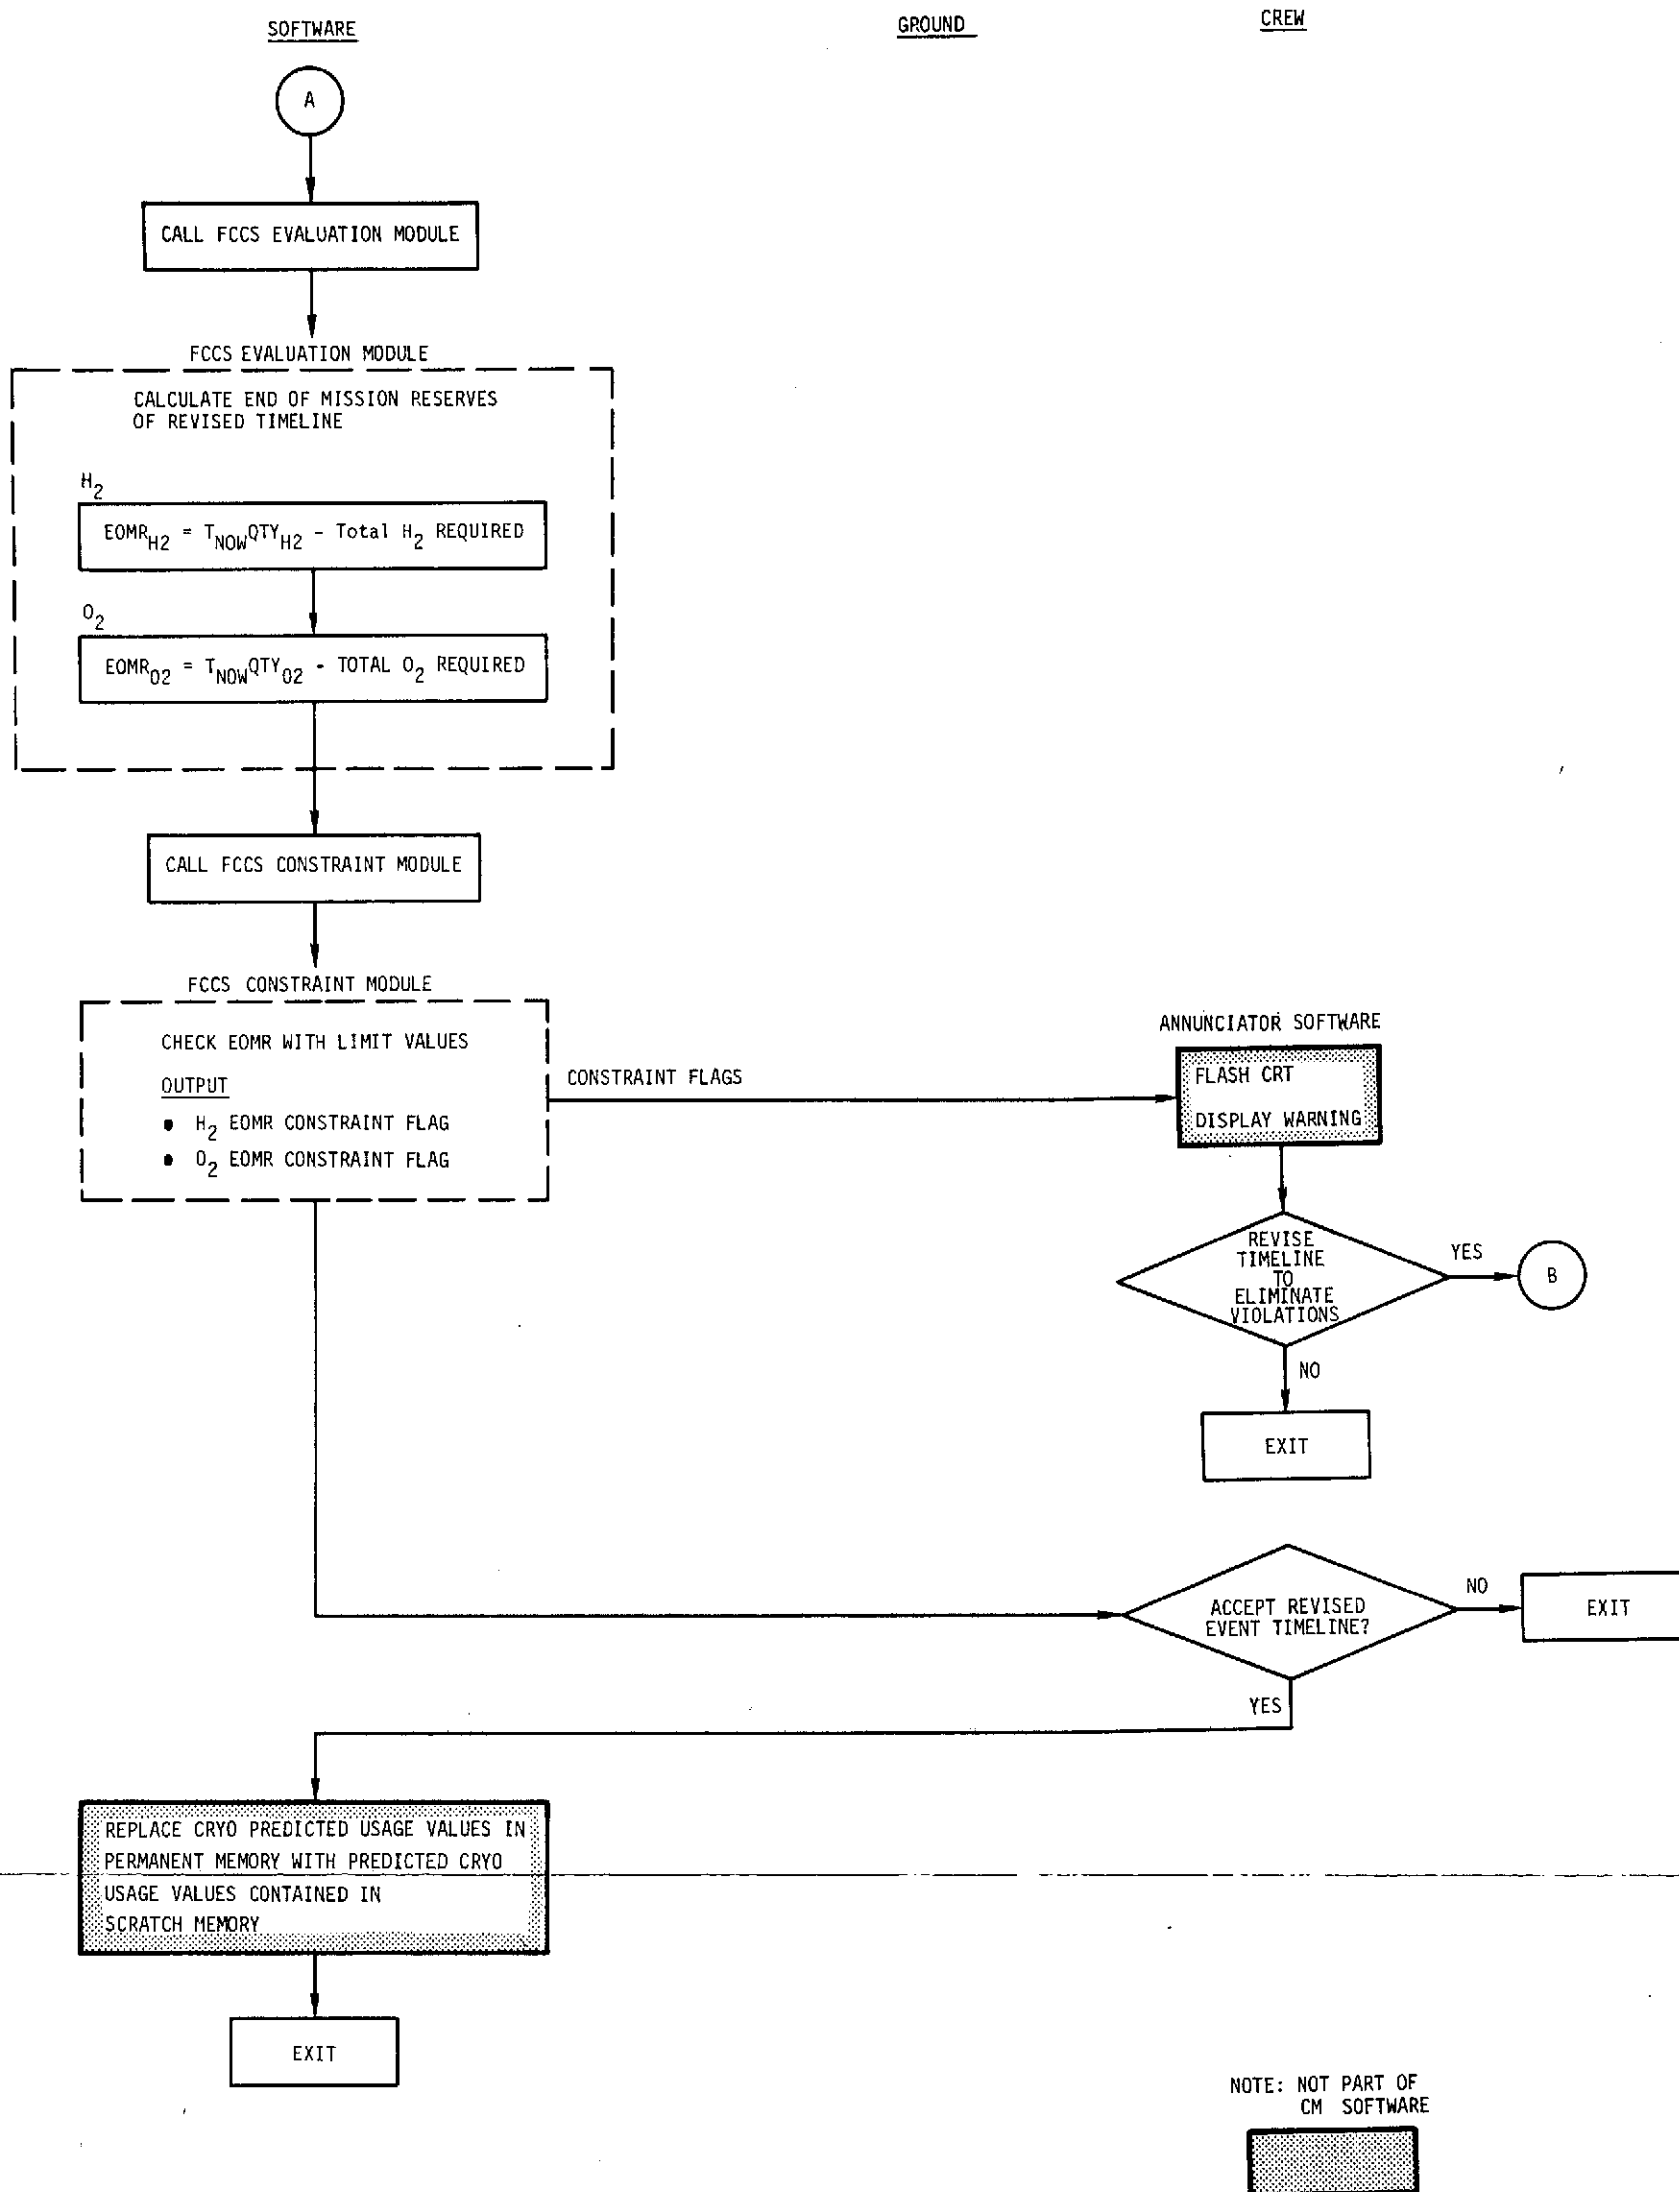 SOFTWARE
GROUND
CREW
A
CALL FCCS EVALUATION MODULE
FCCS EVALUATION MODULE
CALCULATE END OF MISSION RESERVES
OF REVISED TIMELINE
H2
EOMRH2 = TNOWQTYH2 - Total H2 REQUIRED
O2
EOMRO2 = TNOWQTYO2 - TOTAL O2 REQUIRED
CALL FCCS CONSTRAINT MODULE
FCCS CONSTRAINT MODULE
CHECK EOMR WITH LIMIT VALUES
OUTPUT
● H2 EOMR CONSTRAINT FLAG
● O2 EOMR CONSTRAINT FLAG
CONSTRAINT FLAGS
ANNUNCIATOR SOFTWARE
FLASH CRT
DISPLAY WARNING
REVISE
TIMELINE
TO
ELIMINATE
VIOLATIONS
YES
B
NO
EXIT
ACCEPT REVISED
EVENT TIMELINE?
NO
EXIT
YES
REPLACE CRYO PREDICTED USAGE VALUES IN
PERMANENT MEMORY WITH PREDICTED CRYO
USAGE VALUES CONTAINED IN
SCRATCH MEMORY
EXIT
NOTE: NOT PART OF
CM SOFTWARE